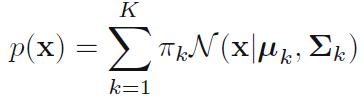 p(x) = ∑_{k=1}^{K} π_k 𝒩(x|μ_k, Σ_k)